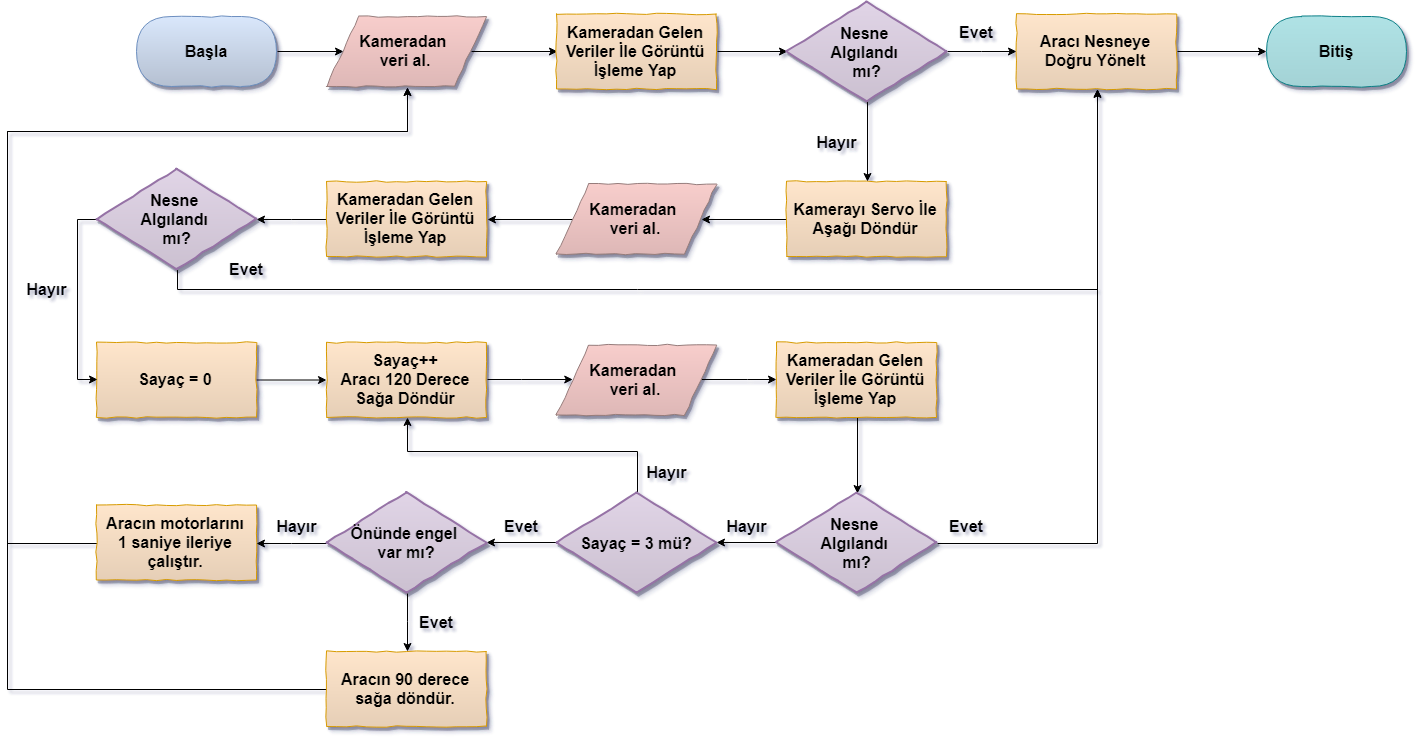 Başla
Kameradan
veri al.
Kameradan Gelen
Veriler İle Görüntü
İşleme Yap
Nesne
Algılandı
mı?
Evet
Aracı Nesneye
Doğru Yönelt
Bitiş
Hayır
Kamerayı Servo İle
Aşağı Döndür
Kameradan
veri al.
Kameradan Gelen
Veriler İle Görüntü
İşleme Yap
Nesne
Algılandı
mı?
Evet
Hayır
Sayaç = 0
Sayaç++
Aracı 120 Derece
Sağa Döndür
Kameradan
veri al.
Kameradan Gelen
Veriler İle Görüntü
İşleme Yap
Nesne
Algılandı
mı?
Evet
Hayır
Sayaç = 3 mü?
Hayır
Evet
Önünde engel
var mı?
Hayır
Aracın motorlarını
1 saniye ileriye
çalıştır.
Evet
Aracın 90 derece
sağa döndür.